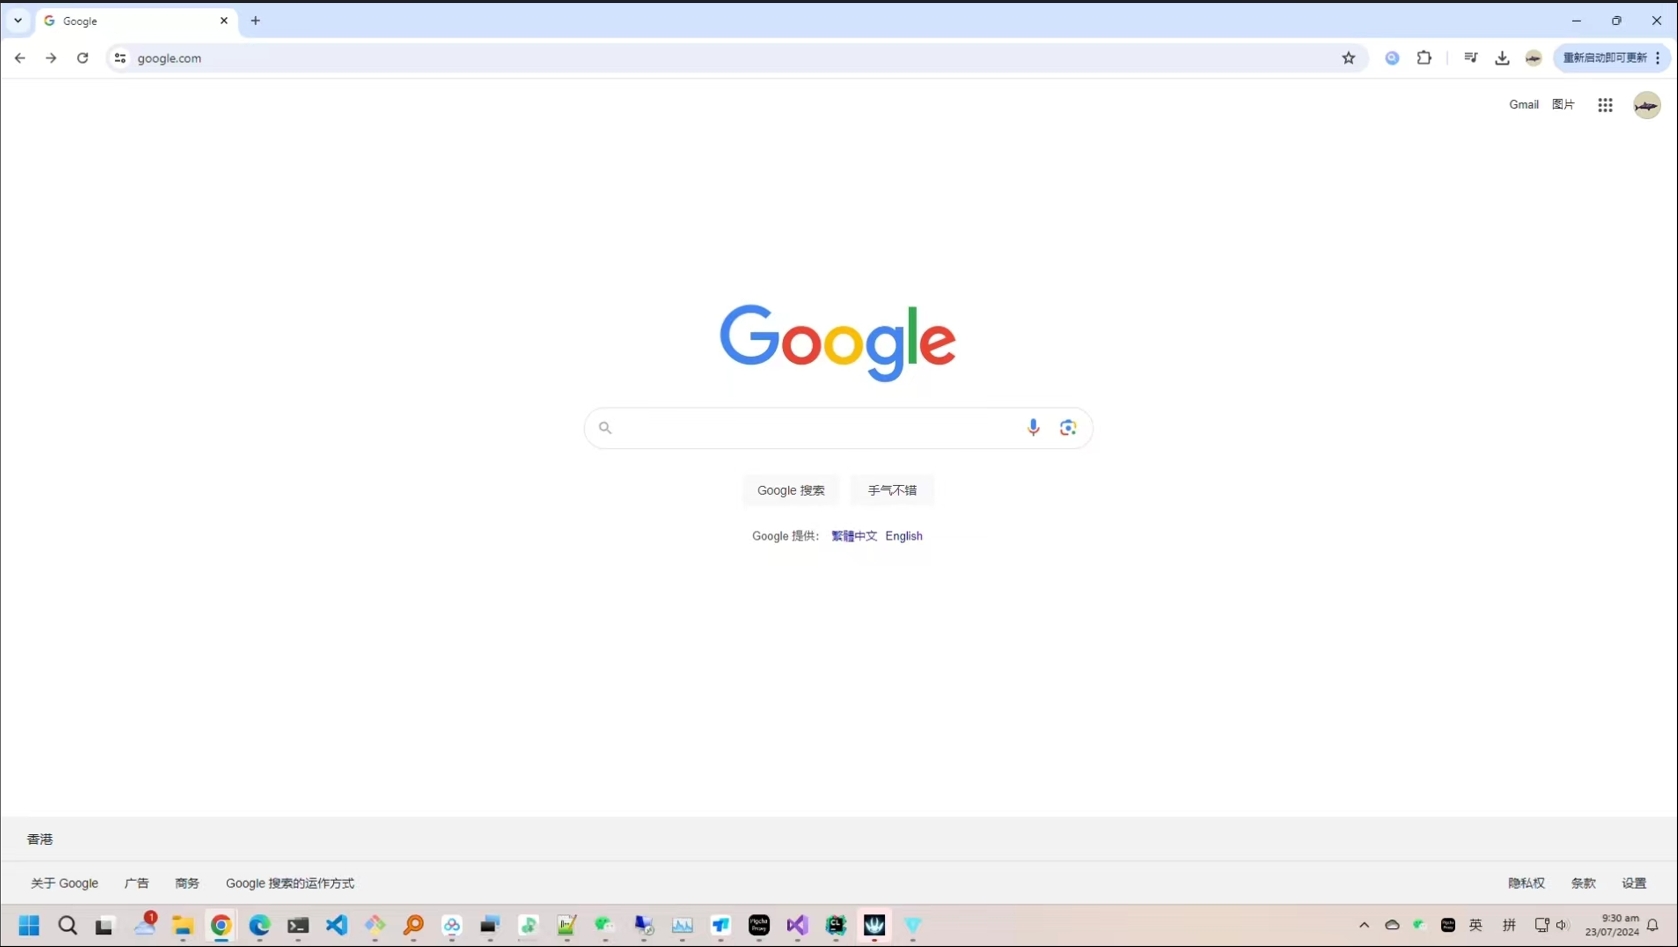 Google
google.com
重新启动即可更新
Gmail 图片
Google
Google 搜索 手气不错
Google 提供： 繁體中文 English
香港
关于 Google 广告 商务 Google 搜索的运作方式 隐私权 条款 设置
1
英 拼 9:30 am
23/07/2024